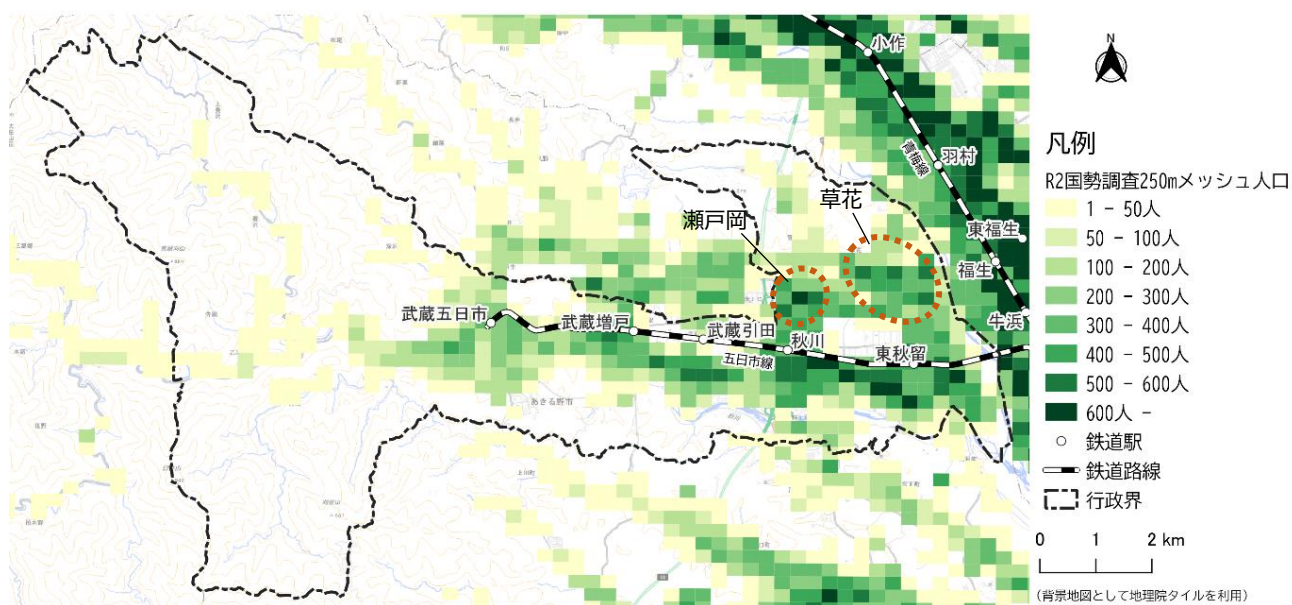 小作
羽村
青梅線
東福生
福生
牛浜
草花
瀬戸岡
武蔵五日市
武蔵増戸
武蔵引田
秋川
東秋留
五日市線
あきる野市
上川町
N
凡例
R2国勢調査250mメッシュ人口
1 - 50人
50 - 100人
100 - 200人
200 - 300人
300 - 400人
400 - 500人
500 - 600人
600人 -
鉄道駅
鉄道路線
行政界
0 1 2 km
(背景地図として地理院タイルを利用)